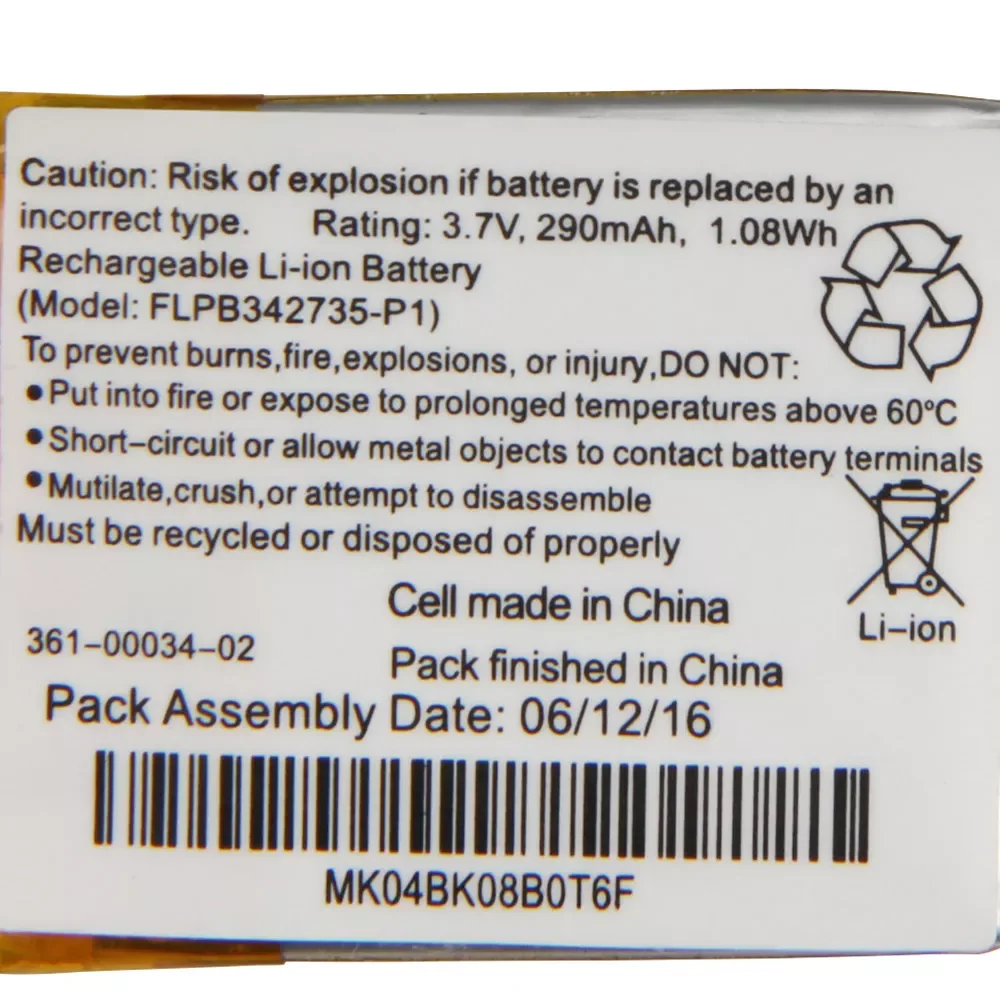 Caution: Risk of explosion if battery is replaced by an
incorrect type. Rating: 3.7V, 290mAh, 1.08Wh
Rechargeable Li-ion Battery
(Model: FLPB342735-P1)
To prevent burns,fire,explosions, or injury,DO NOT:
•Put into fire or expose to prolonged temperatures above 60°C
•Short-circuit or allow metal objects to contact battery terminals
•Mutilate,crush,or attempt to disassemble
Must be recycled or disposed of properly
Li-ion
Cell made in China
361-00034-02
Pack finished in China
Pack Assembly Date: 06/12/16
MK04BK08B0T6F